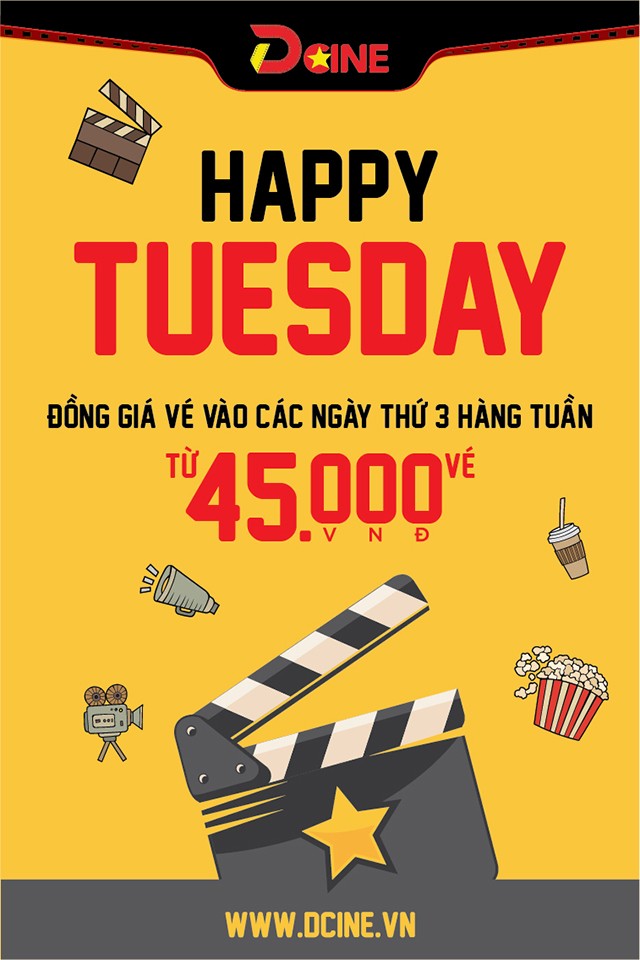 DCINE
HAPPY
TUESDAY
ĐỒNG GIÁ VÉ VÀO CÁC NGÀY THỨ 3 HÀNG TUẦN
TỪ 45.000 VÉ
VNĐ
WWW.DCINE.VN